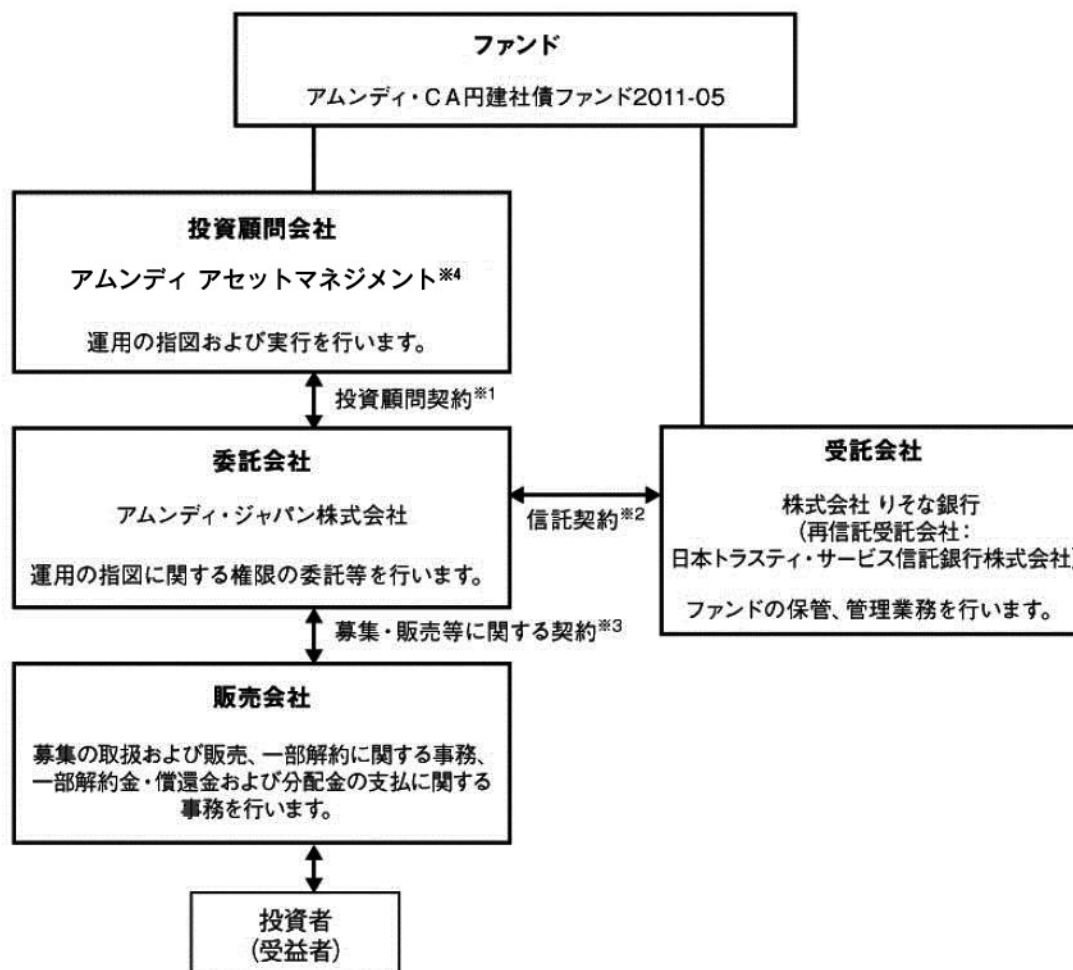 ファンド
アムンディ・CA円建社債ファンド2011-05
投資顧問会社
アムンディ アセットマネジメント※4
運用の指図および実行を行います。
投資顧問契約※1
委託会社
アムンディ・ジャパン株式会社
運用の指図に関する権限の委託等を行います。
信託契約※2
受託会社
株式会社 りそな銀行
(再信託受託会社:
日本トラスティ・サービス信託銀行株式会社)
ファンドの保管、管理業務を行います。
募集・販売等に関する契約※3
販売会社
募集の取扱および販売、一部解約に関する事務、
一部解約金・償還金および分配金の支払に関する
事務を行います。
投資者
(受益者)